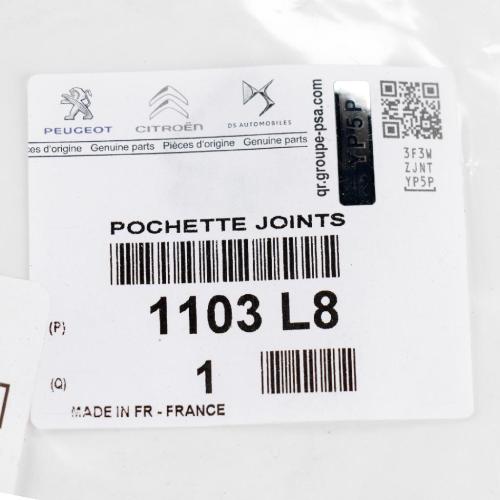 PEUGEOT CITROËN DS AUTOMOBILES
ces d'origine Genuine parts Pièces d'origine Genuine parts
qr.groupe-psa.com
YP5P
3F3W
ZJNT
YP5P
POCHETTE JOINTS
(P) 1103 L8
(Q) 1
MADE IN FR - FRANCE